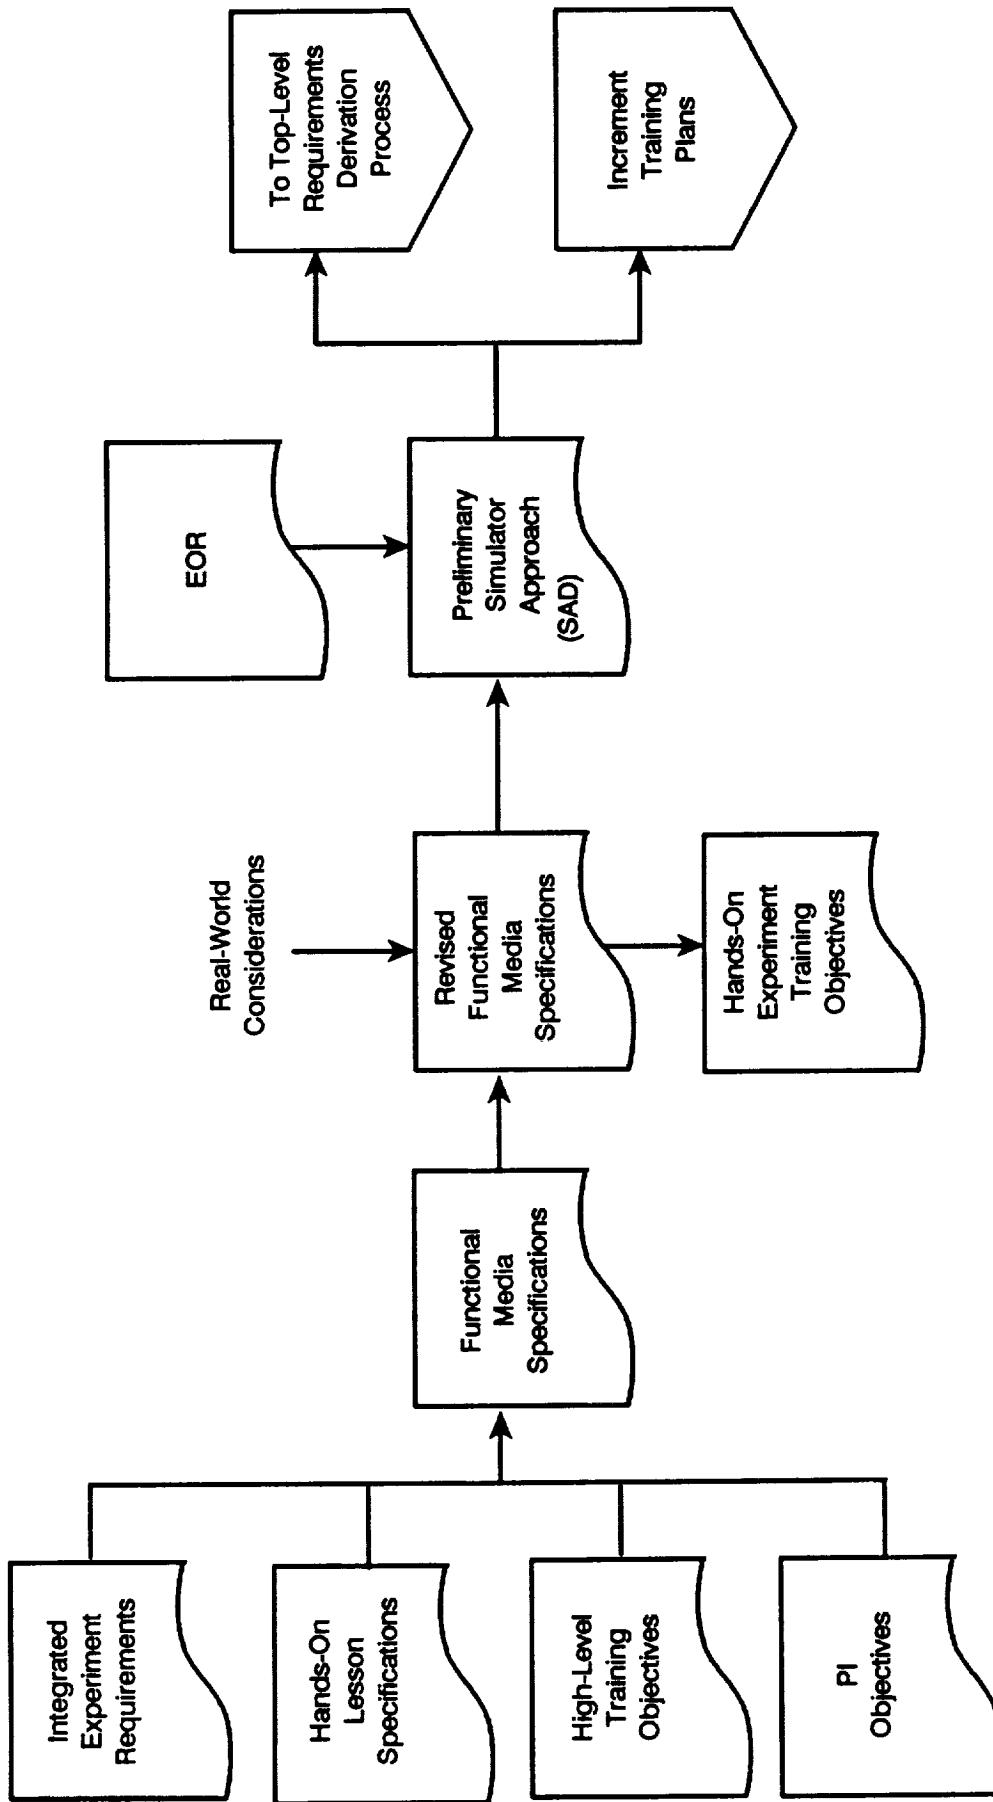 Integrated
Experiment
Requirements
Hands-On
Lesson
Specifications
High-Level
Training
Objectives
PI
Objectives
Functional
Media
Specifications
Real-World
Considerations
Revised
Functional
Media
Specifications
Hands-On
Experiment
Training
Objectives
EOR
Preliminary
Simulator
Approach
(SAD)
To Top-Level
Requirements
Derivation
Process
Increment
Training
Plans